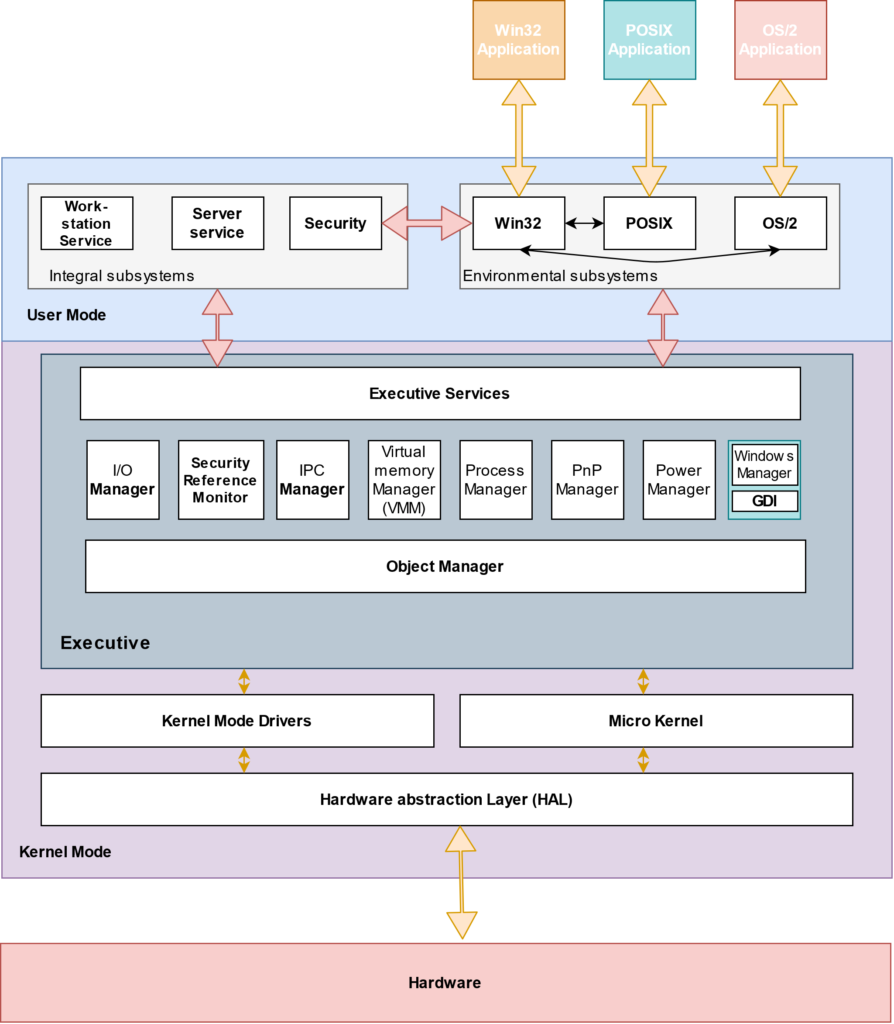 Win32
Application
POSIX
Application
OS/2
Application
Work-
station
Service
Server
service
Security
Win32
POSIX
OS/2
Integral subsystems
Environmental subsystems
User Mode
Executive Services
I/O
Manager
Security
Reference
Monitor
IPC
Manager
Virtual
memory
Manager
(VMM)
Process
Manager
PnP
Manager
Power
Manager
Windows
Manager
GDI
Object Manager
Executive
Kernel Mode Drivers
Micro Kernel
Hardware abstraction Layer (HAL)
Kernel Mode
Hardware